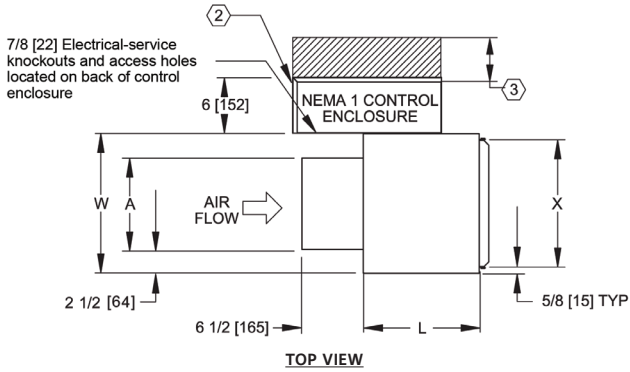 2
7/8 [22] Electrical-service
knockouts and access holes
located on back of control
enclosure
3
6 [152]
NEMA 1 CONTROL
ENCLOSURE
W
A
AIR
FLOW
X
2 1/2 [64]
5/8 [15] TYP
6 1/2 [165]
L
TOP VIEW